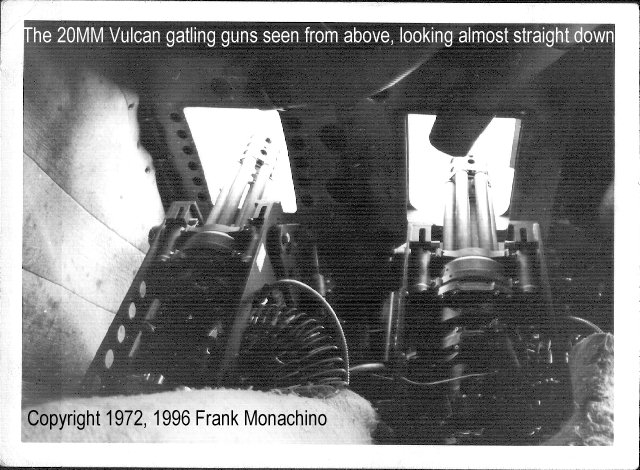 The 20MM Vulcan gatling guns seen from above, looking almost straight down
Copyright 1972, 1996 Frank Monachino